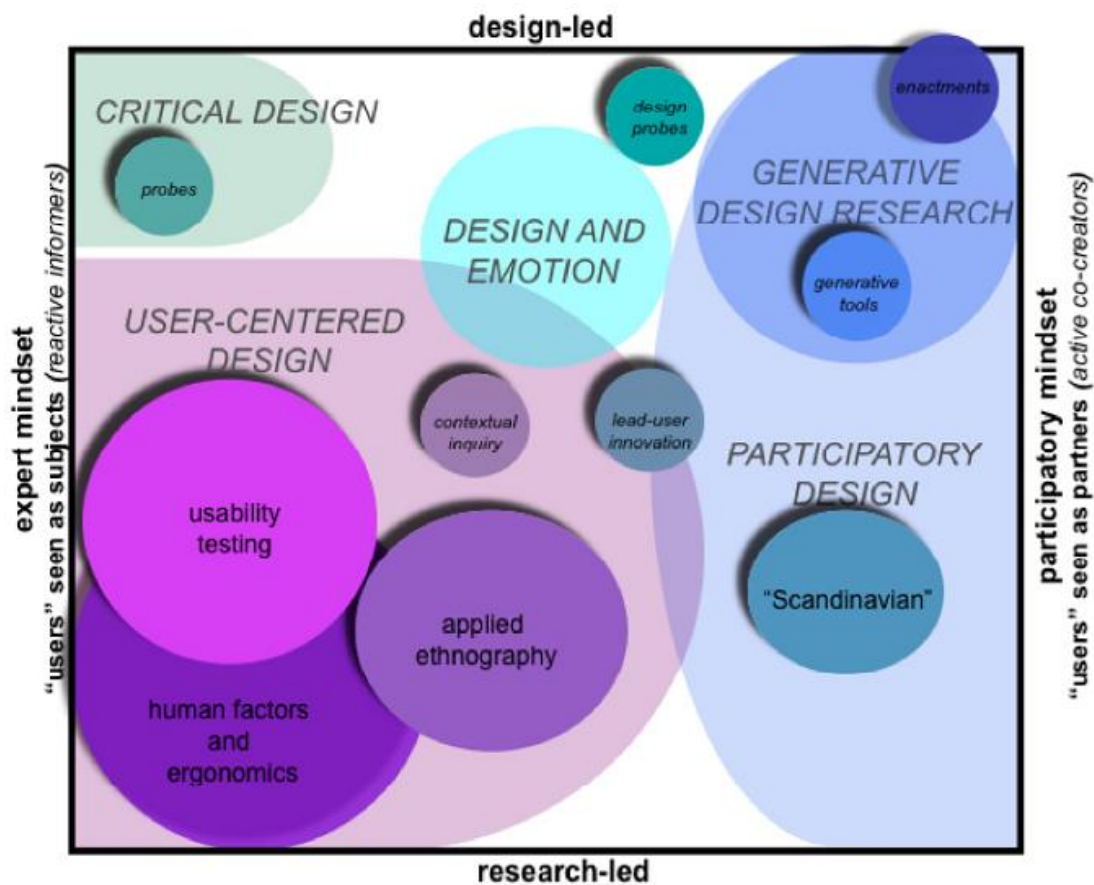 design-led
CRITICAL DESIGN
probes
design
probes
enactments
GENERATIVE
DESIGN RESEARCH
generative
tools
DESIGN AND
EMOTION
USER-CENTERED
DESIGN
contextual
inquiry
lead-user
innovation
PARTICIPATORY
DESIGN
usability
testing
applied
ethnography
"Scandinavian"
human factors
and
ergonomics
expert mindset
"users" seen as subjects (reactive informers)
participatory mindset
"users" seen as partners (active co-creators)
research-led